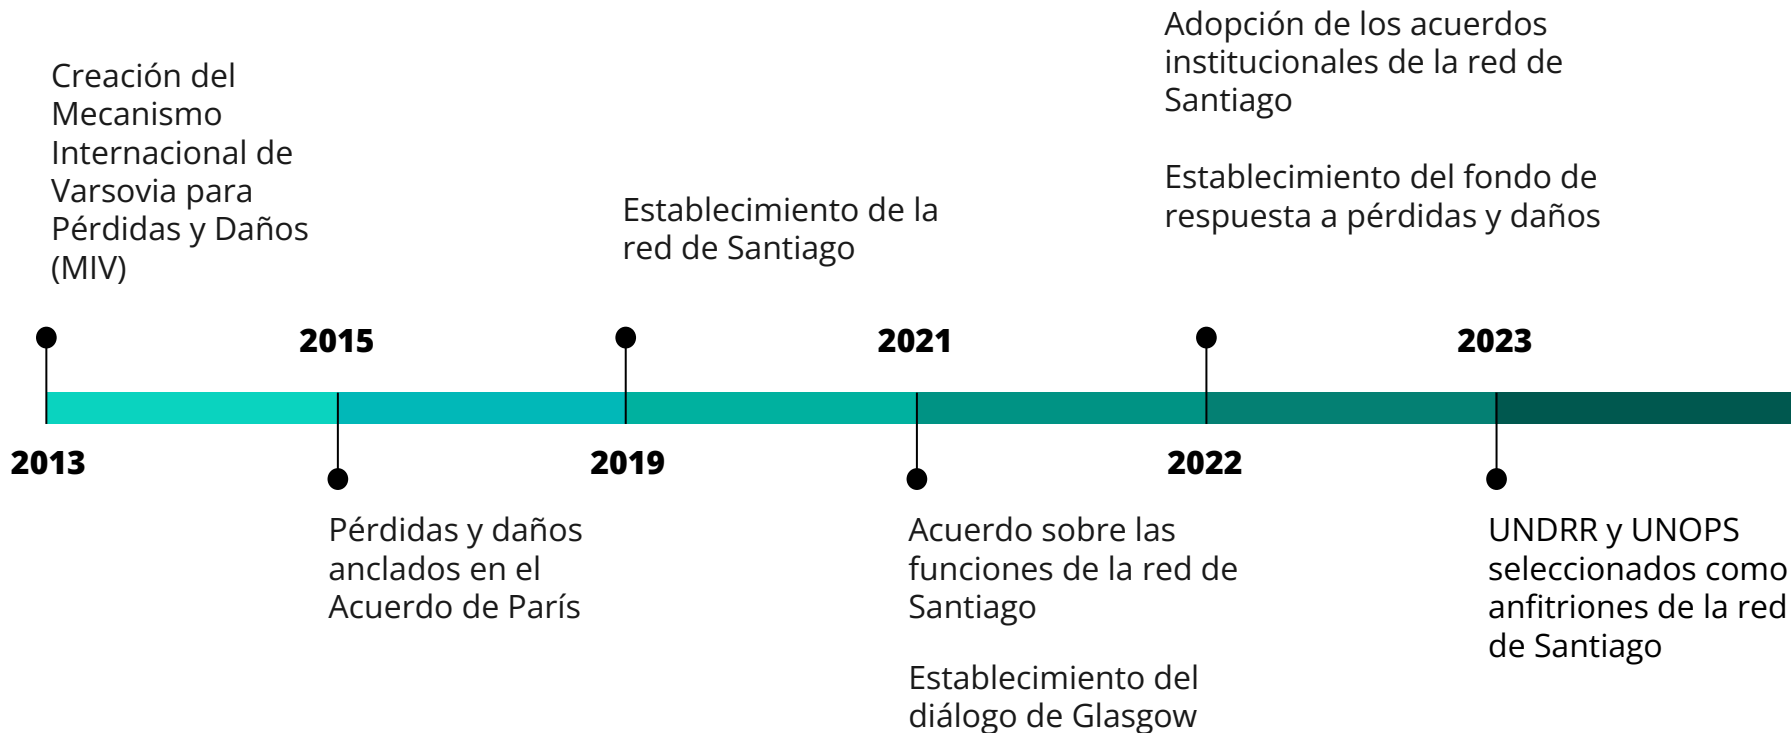 Creación del
Mecanismo
Internacional de
Varsovia para
Pérdidas y Daños
(MIV)
2013
2015
Pérdidas y daños
anclados en el
Acuerdo de París
Establecimiento de la
red de Santiago
2019
2021
Acuerdo sobre las
funciones de la red de
Santiago
Establecimiento del
diálogo de Glasgow
Adopción de los acuerdos
institucionales de la red de
Santiago
Establecimiento del fondo de
respuesta a pérdidas y daños
2022
2023
UNDRR y UNOPS
seleccionados como
anfitriones de la red
de Santiago